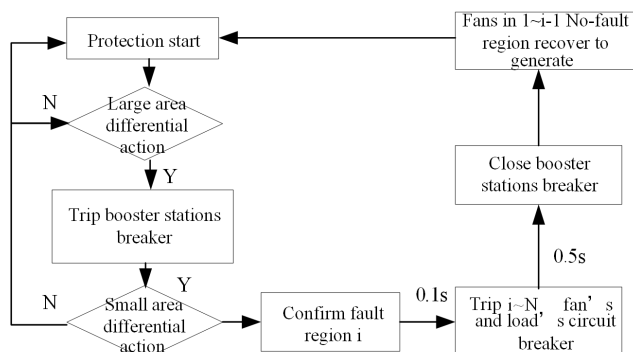 Protection start
Fans in 1~i-1 No-fault
region recover to
generate
N
Large area
differential
action
Y
Close booster
stations breaker
Trip booster stations
breaker
0.5s
Y
N
Small area
differential
action
Confirm fault
region i
0.1s
Trip i~N, fan's
and load's circuit
breaker